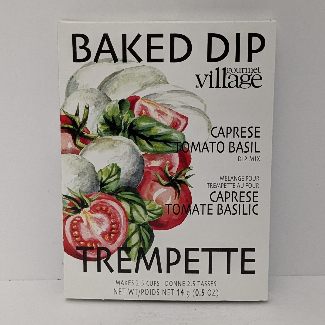 BAKED DIP
gourmet
village
CAPRESE
TOMATO BASIL
DIP MIX
MÉLANGE POUR
TREMPETTE AU FOUR
CAPRESE
TOMATE BASILIC
TREMPETTE
MAKES 2.5 CUPS / DONNE 2.5 TASSES
NET WT/POIDS NET 14 g (0.5 OZ)